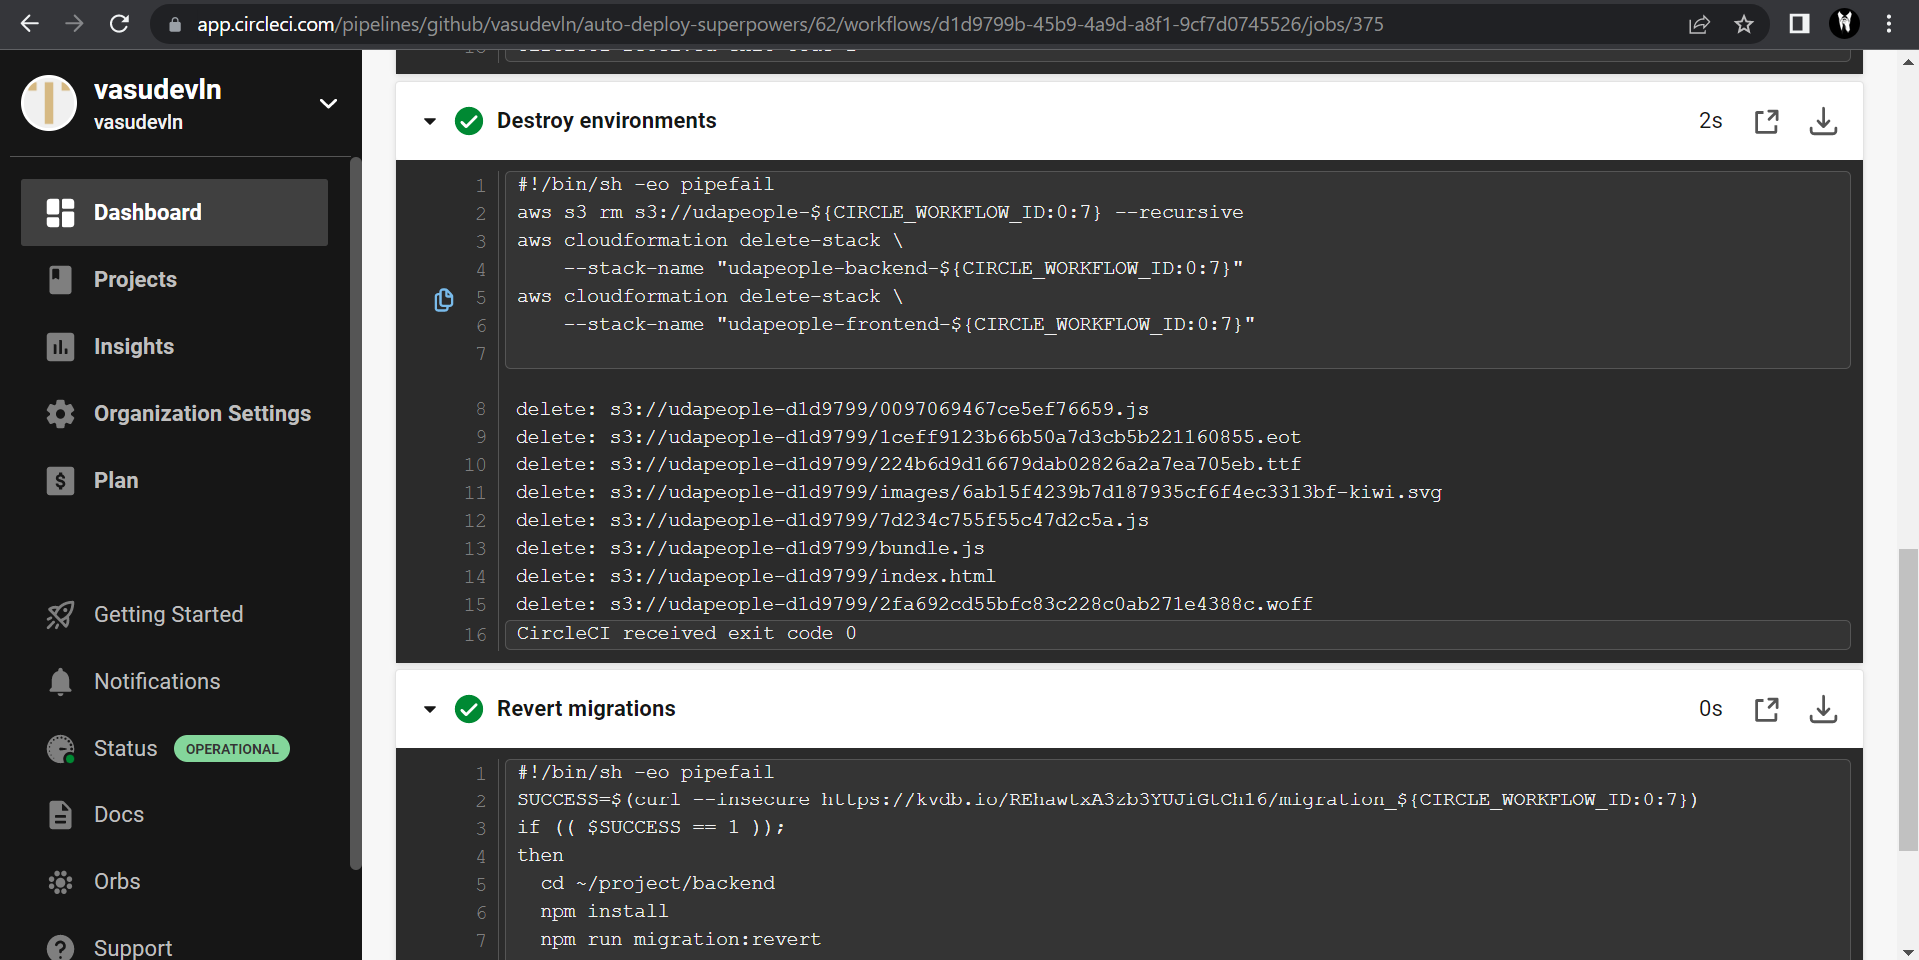 app.circleci.com/pipelines/github/vasudevln/auto-deploy-superpowers/62/workflows/d1d9799b-45b9-4a9d-a8f1-9cf7d0745526/jobs/375
vasudevln
vasudevln
Dashboard
Projects
Insights
Organization Settings
Plan
Getting Started
Notifications
Status OPERATIONAL
Docs
Orbs
Support
Destroy environments 2s
1 #!/bin/sh -eo pipefail
2 aws s3 rm s3://udapeople-${CIRCLE_WORKFLOW_ID:0:7} --recursive
3 aws cloudformation delete-stack \
4 --stack-name "udapeople-backend-${CIRCLE_WORKFLOW_ID:0:7}"
5 aws cloudformation delete-stack \
6 --stack-name "udapeople-frontend-${CIRCLE_WORKFLOW_ID:0:7}"
7
8 delete: s3://udapeople-d1d9799/0097069467ce5ef76659.js
9 delete: s3://udapeople-d1d9799/1ceff9123b66b50a7d3cb5b221160855.eot
10 delete: s3://udapeople-d1d9799/224b6d9d16679dab02826a2a7ea705eb.ttf
11 delete: s3://udapeople-d1d9799/images/6ab15f4239b7d187935cf6f4ec3313bf-kiwi.svg
12 delete: s3://udapeople-d1d9799/7d234c755f55c47d2c5a.js
13 delete: s3://udapeople-d1d9799/bundle.js
14 delete: s3://udapeople-d1d9799/index.html
15 delete: s3://udapeople-d1d9799/2fa692cd55bfc83c228c0ab271e4388c.woff
16 CircleCI received exit code 0
Revert migrations 0s
1 #!/bin/sh -eo pipefail
2 SUCCESS=$(curl --insecure https://kvdb.io/REhawtxA3zb3YUJiGtCh16/migration_${CIRCLE_WORKFLOW_ID:0:7})
3 if (( $SUCCESS == 1 ));
4 then
5 cd ~/project/backend
6 npm install
7 npm run migration:revert